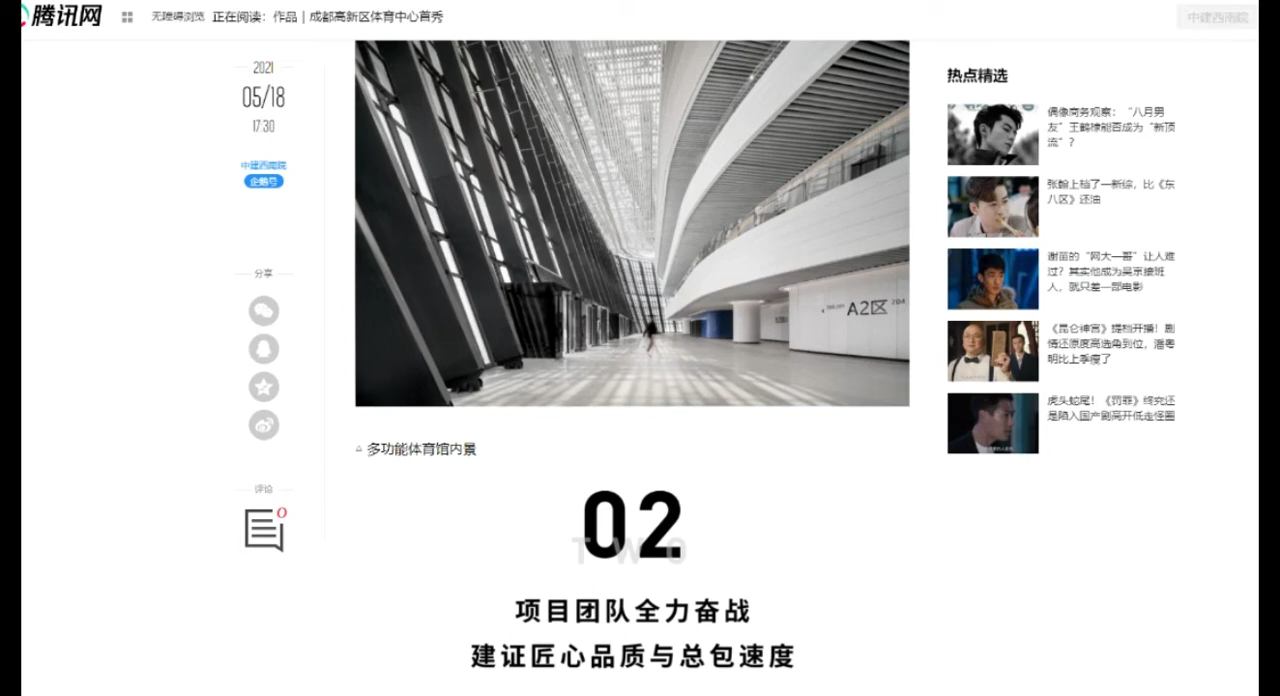 腾讯网
无障碍浏览 正在阅读：作品 | 成都高新区体育中心首秀
中建西南院
2021
05/18
17:30
中建西南院
企鹅号
分享
评论
0
A2区
△ 多功能体育馆内景
02
TWO
项目团队全力奋战
建证匠心品质与总包速度
热点精选
偶像商务观察：“八月男
友”王鹤棣能否成为“新顶
流”？
张翰上档了一新综，比《东
八区》还油
谢苗的“网大一哥”让人难
过？其实他成为吴京接班
人，就只差一部电影
《昆仑神宫》提档开播！剧
情还原度高选角到位，潘粤
明比上季瘦了
虎头蛇尾！《罚罪》终究还
是陷入国产剧高开低走怪圈